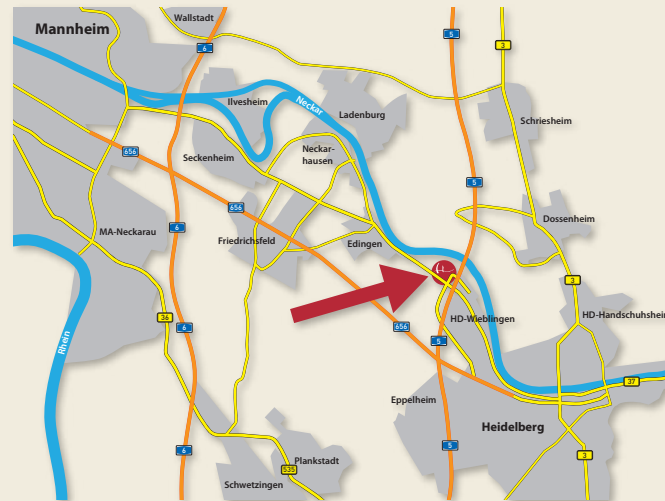 Wallstadt
Mannheim
5
6
3
Ilvesheim
Neckar
Ladenburg
Schriesheim
656
Seckenheim
Neckar-
hausen
5
656
Dossenheim
6
MA-Neckarau
Friedrichsfeld
Edingen
3
36
HD-Wieblingen
HD-Handschuhsheim
6
656
Rhein
5
37
Eppelheim
Heidelberg
5
6
3
Plankstadt
535
Schwetzingen